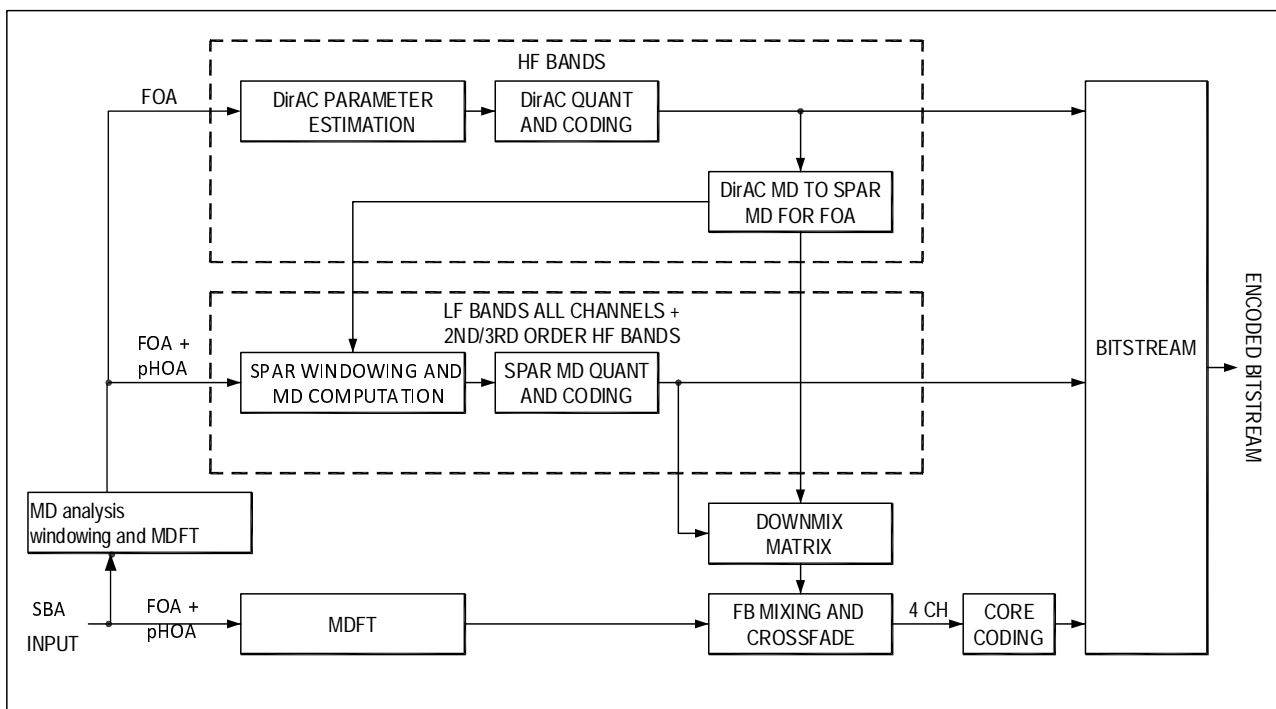 HF BANDS
FOA
DirAC PARAMETER
ESTIMATION
DirAC QUANT
AND CODING
DirAC MD TO SPAR
MD FOR FOA
LF BANDS ALL CHANNELS +
2ND/3RD ORDER HF BANDS
FOA +
pHOA
SPAR WINDOWING AND
MD COMPUTATION
SPAR MD QUANT
AND CODING
BITSTREAM
ENCODED BITSTREAM
MD analysis
windowing and MDFT
DOWNMIX
MATRIX
SBA
INPUT
FOA +
pHOA
MDFT
FB MIXING AND
CROSSFADE
4 CH
CORE
CODING